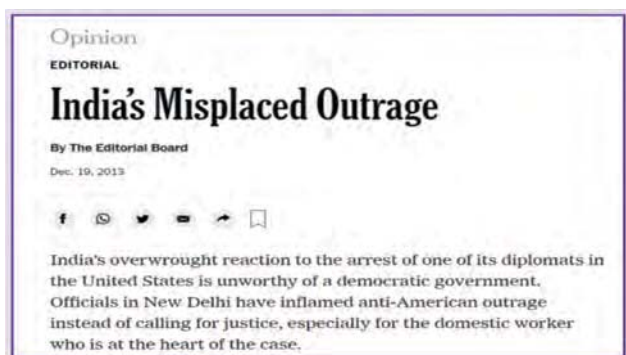 Opinion
EDITORIAL
India's Misplaced Outrage
By The Editorial Board
Dec. 19, 2013
India's overwrought reaction to the arrest of one of its diplomats in
the United States is unworthy of a democratic government.
Officials in New Delhi have inflamed anti-American outrage
instead of calling for justice, especially for the domestic worker
who is at the heart of the case.